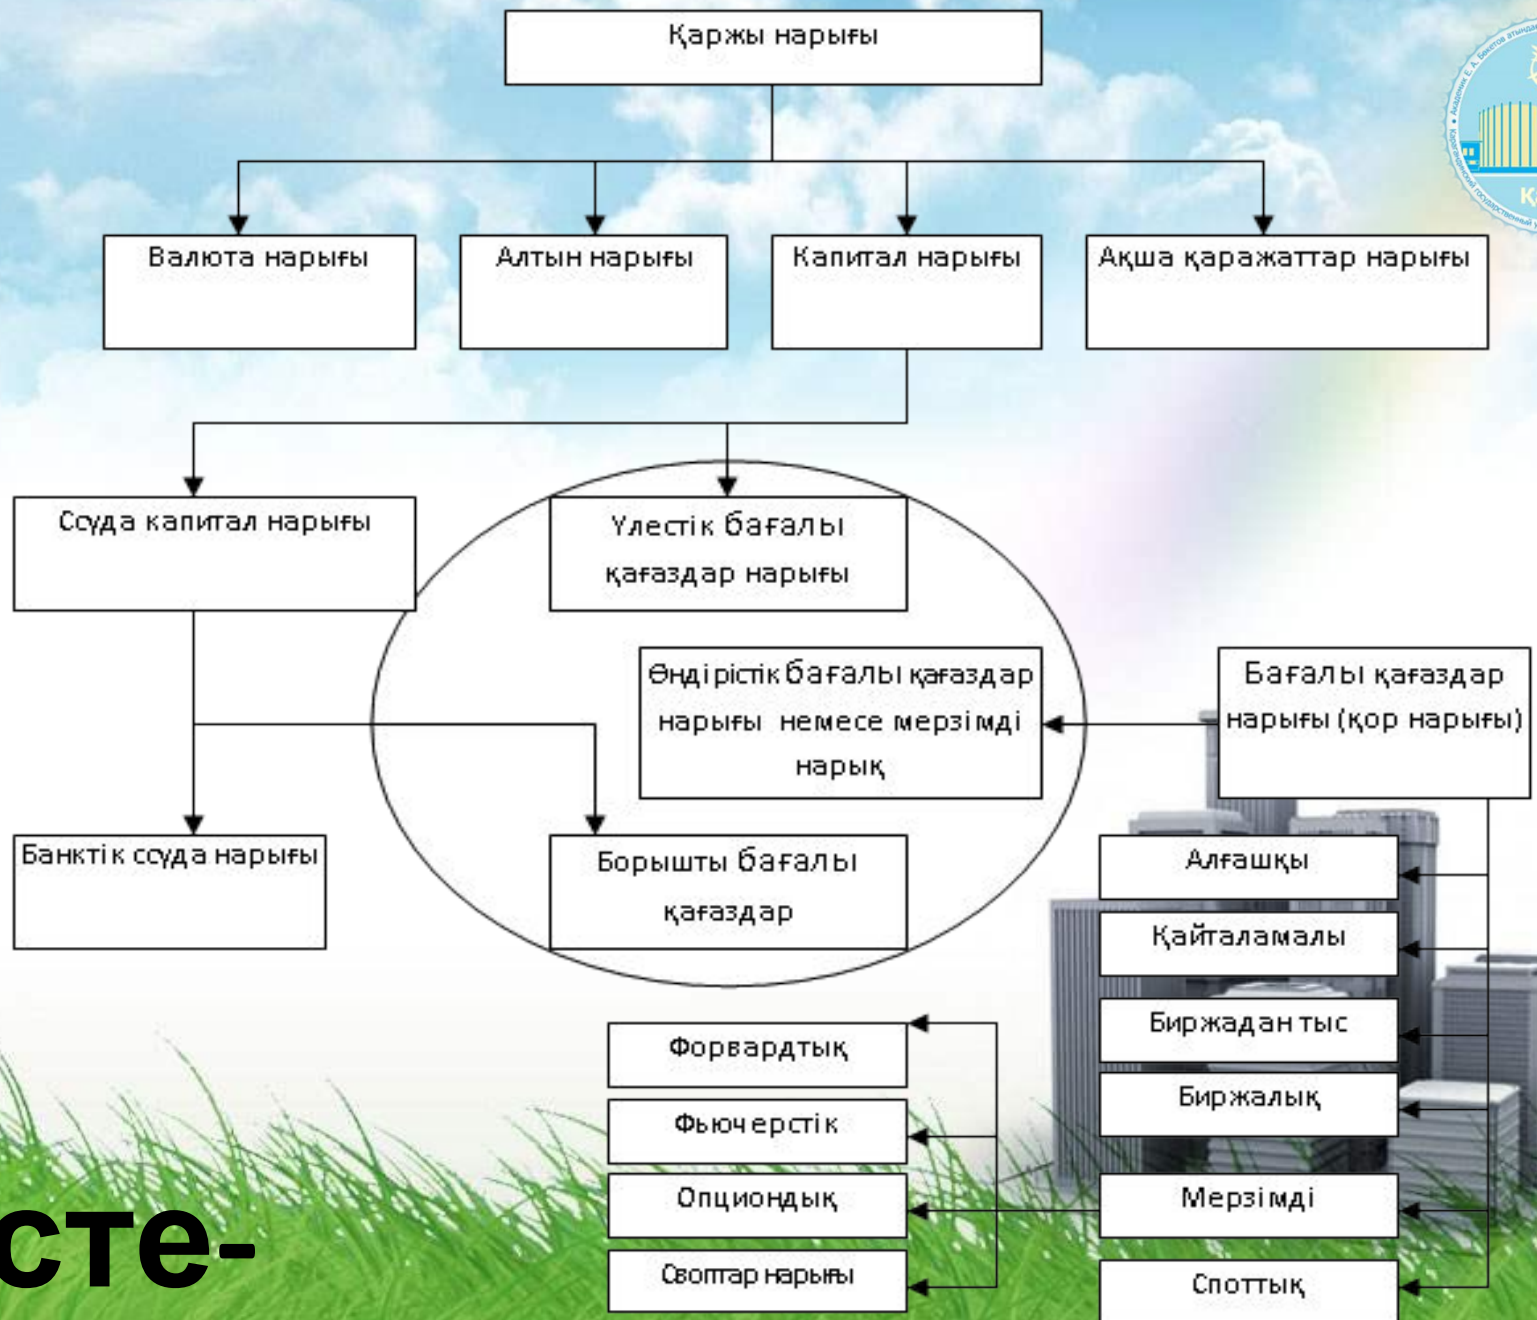 Қаржы нарығы
Валюта нарығы
Алтын нарығы
Капитал нарығы
Ақша қаражаттар нарығы
Ссуда капитал нарығы
Үлестік бағалы
қағаздар нарығы
Өндірістік бағалы қағаздар
нарығы немесе мерзімді
нарық
Бағалы қағаздар
нарығы (қор нарығы)
Банктік ссуда нарығы
Борышты бағалы
қағаздар
Алғашқы
Қайталамалы
Биржадан тыс
Биржалық
Мерзімді
Споттық
Форвардтық
Фьючерстік
Опциондық
Своптар нарығы
сте-